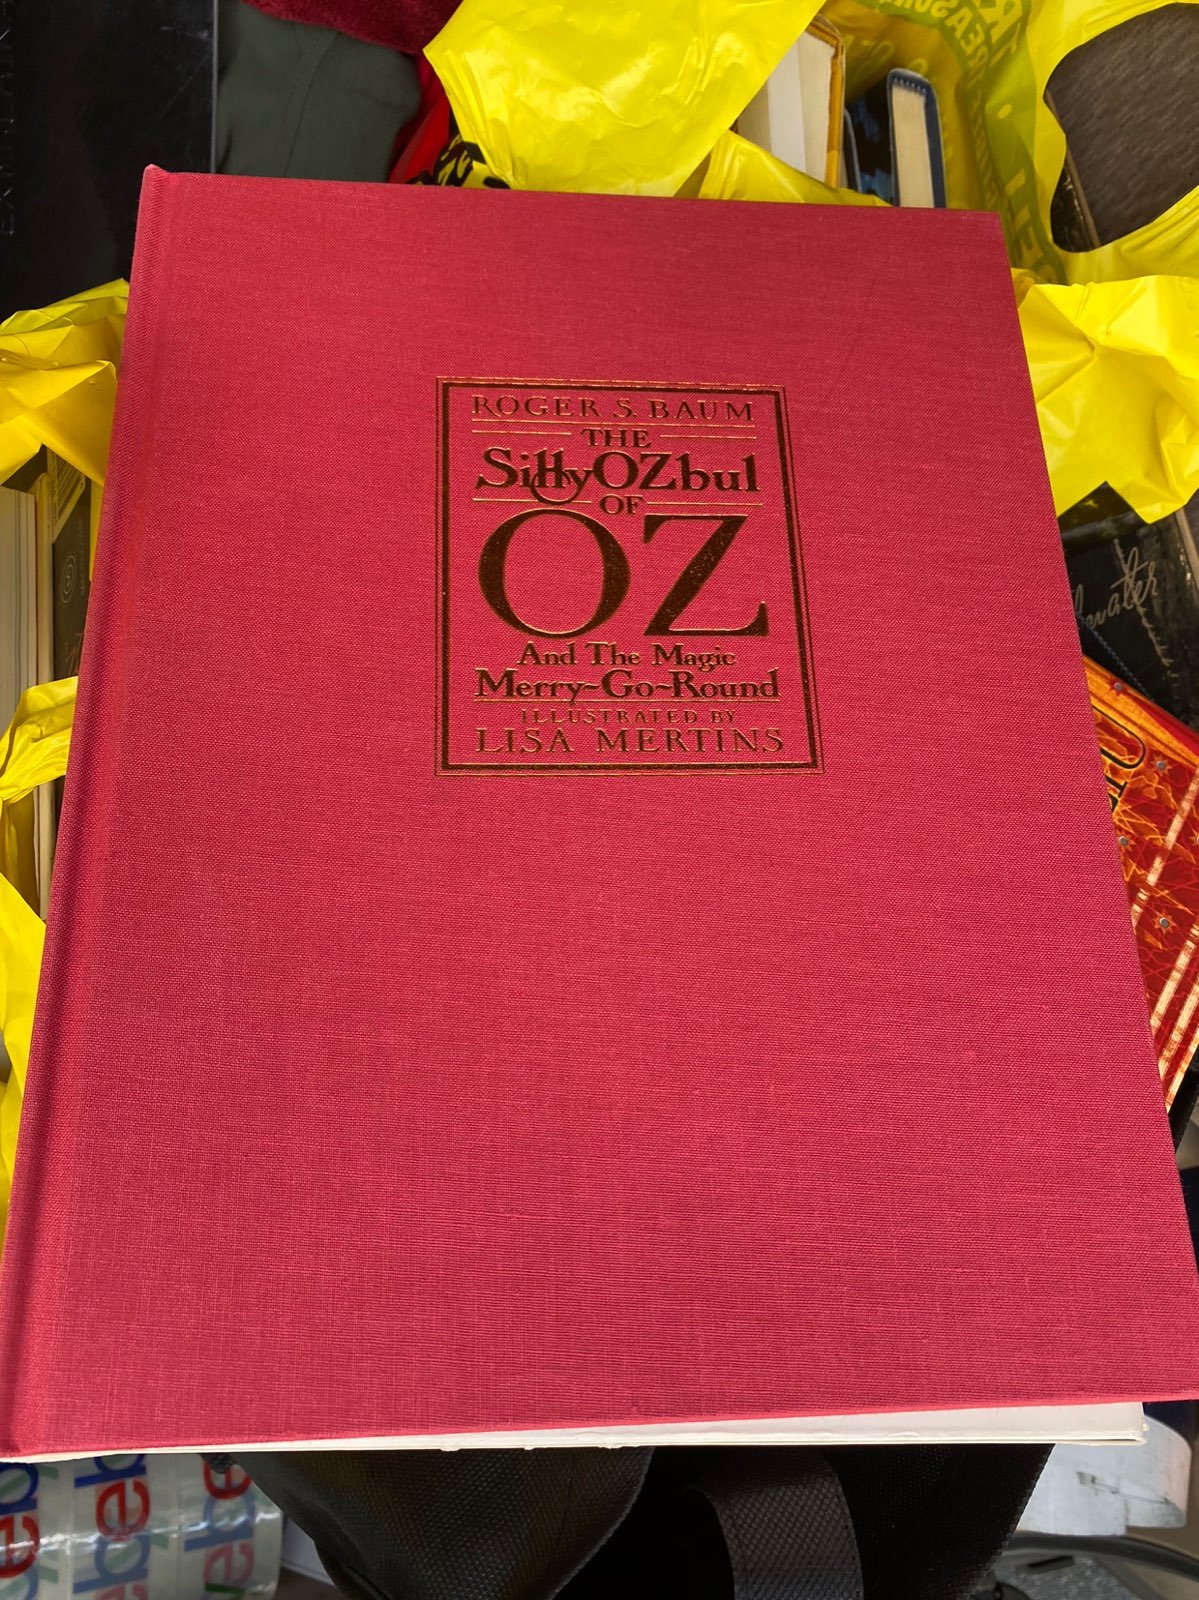 ROGER S. BAUM
THE
SillyOZbul
OF
OZ
And The Magic
Merry~Go~Round
ILLUSTRATED BY
LISA MERTINS